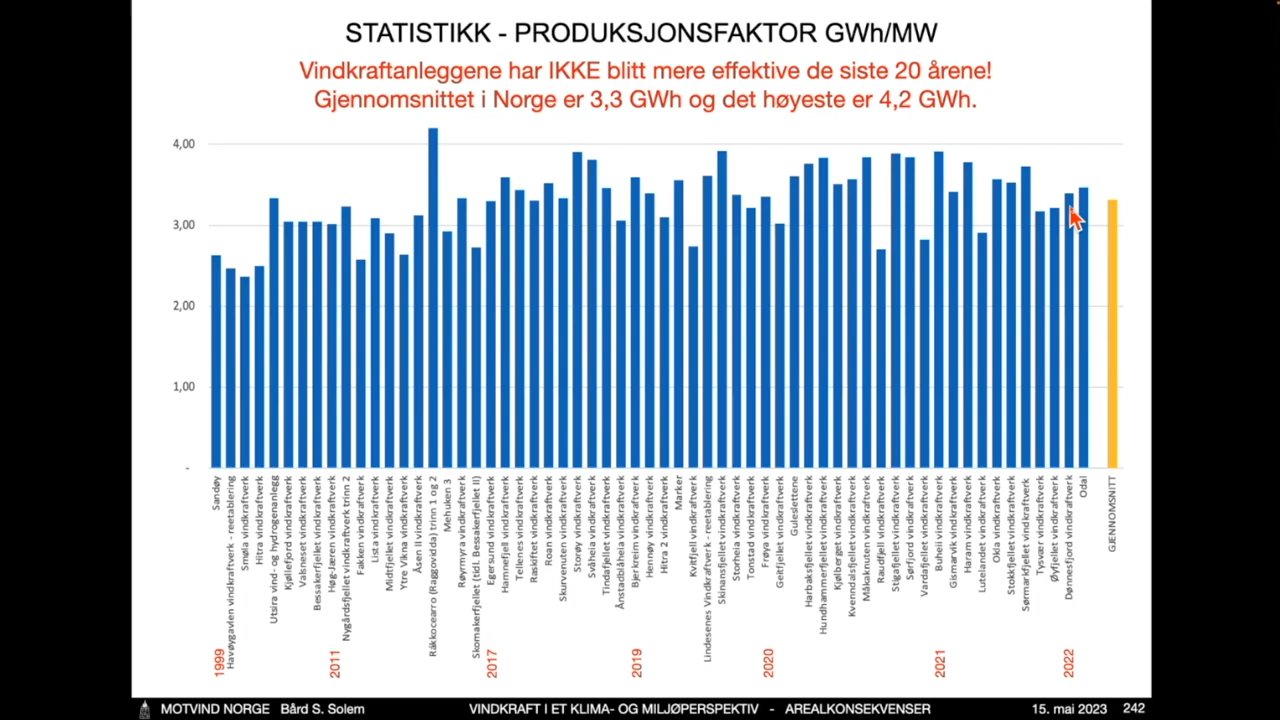 STATISTIKK - PRODUKSJONSFAKTOR GWh/MW
Vindkraftanleggene har IKKE blitt mere effektive de siste 20 årene!
Gjennomsnittet i Norge er 3,3 GWh og det høyeste er 4,2 GWh.
4,00
3,00
2,00
1,00
-
Sandøy
Havøygavlen vindkraftverk - reetablering
Smøla vindkraftverk
Hitra vindkraftverk
Utsira vind- og hydrogenanlegg
Kjøllefjord vindkraftverk
Valsneset vindkraftverk
Bessakerfjellet vindkraftverk
Høg-Jæren vindkraftverk
Nygårdsfjellet vindkraftverk trinn 2
Fakken vindkraftverk
Lista vindkraftverk
Midtfjellet vindkraftverk
Ytre Vikna vindkraftverk
Åsen II vindkraftverk
Rákkocearro (Raggovidda) trinn 1 og 2
Mehuken 3
Røyrmyra vindkraftverk
Skomakerfjellet (tidl. Bessakerfjellet II)
Egersund vindkraftverk
Hamnefjell vindkraftverk
Tellenes vindkraftverk
Raskiftet vindkraftverk
Roan vindkraftverk
Skurvenuten vindkraftverk
Storøy vindkraftverk
Svåheia vindkraftverk
Tindafjellet vindkraftverk
Ånstadblåheia vindkraftverk
Bjerkreim vindkraftverk
Hennøy vindkraftverk
Hitra 2 vindkraftverk
Marker
Kvitfjell vindkraftverk
Lindesenes Vindkraftverk - reetablering
Skinansfjellet vindkraftverk
Storheia vindkraftverk
Tonstad vindkraftverk
Frøya vindkraftverk
Geitfjellet vindkraftverk
Guleslettene
Harbaksfjellet vindkraftverk
Hundhammerfjellet vindkraftverk
Kjølberget vindkraftverk
Kvenndalsfjellet vindkraftverk
Måkaknuten vindkraftverk
Raudfjell vindkraftverk
Stigafjellet vindkraftverk
Sørfjord vindkraftverk
Vardafjellet vindkraftverk
Buheii vindkraftverk
Gismarvik vindkraftverk
Haram vindkraftverk
Lutelandet vindkraftverk
Okla vindkraftverk
Stokkfjellet vindkraftverk
Sørmarkfjellet vindkraftverk
Tysvær vindkraftverk
Øyfjellet vindkraftverk
Dønnesfjord vindkraftverk
Odal
GJENNOMSNITT
1999
2011
2017
2019
2020
2021
2022
MOTVIND NORGE Bård S. Solem
VINDKRAFT I ET KLIMA- OG MILJØPERSPEKTIV - AREALKONSEKVENSER
15. mai 2023 242